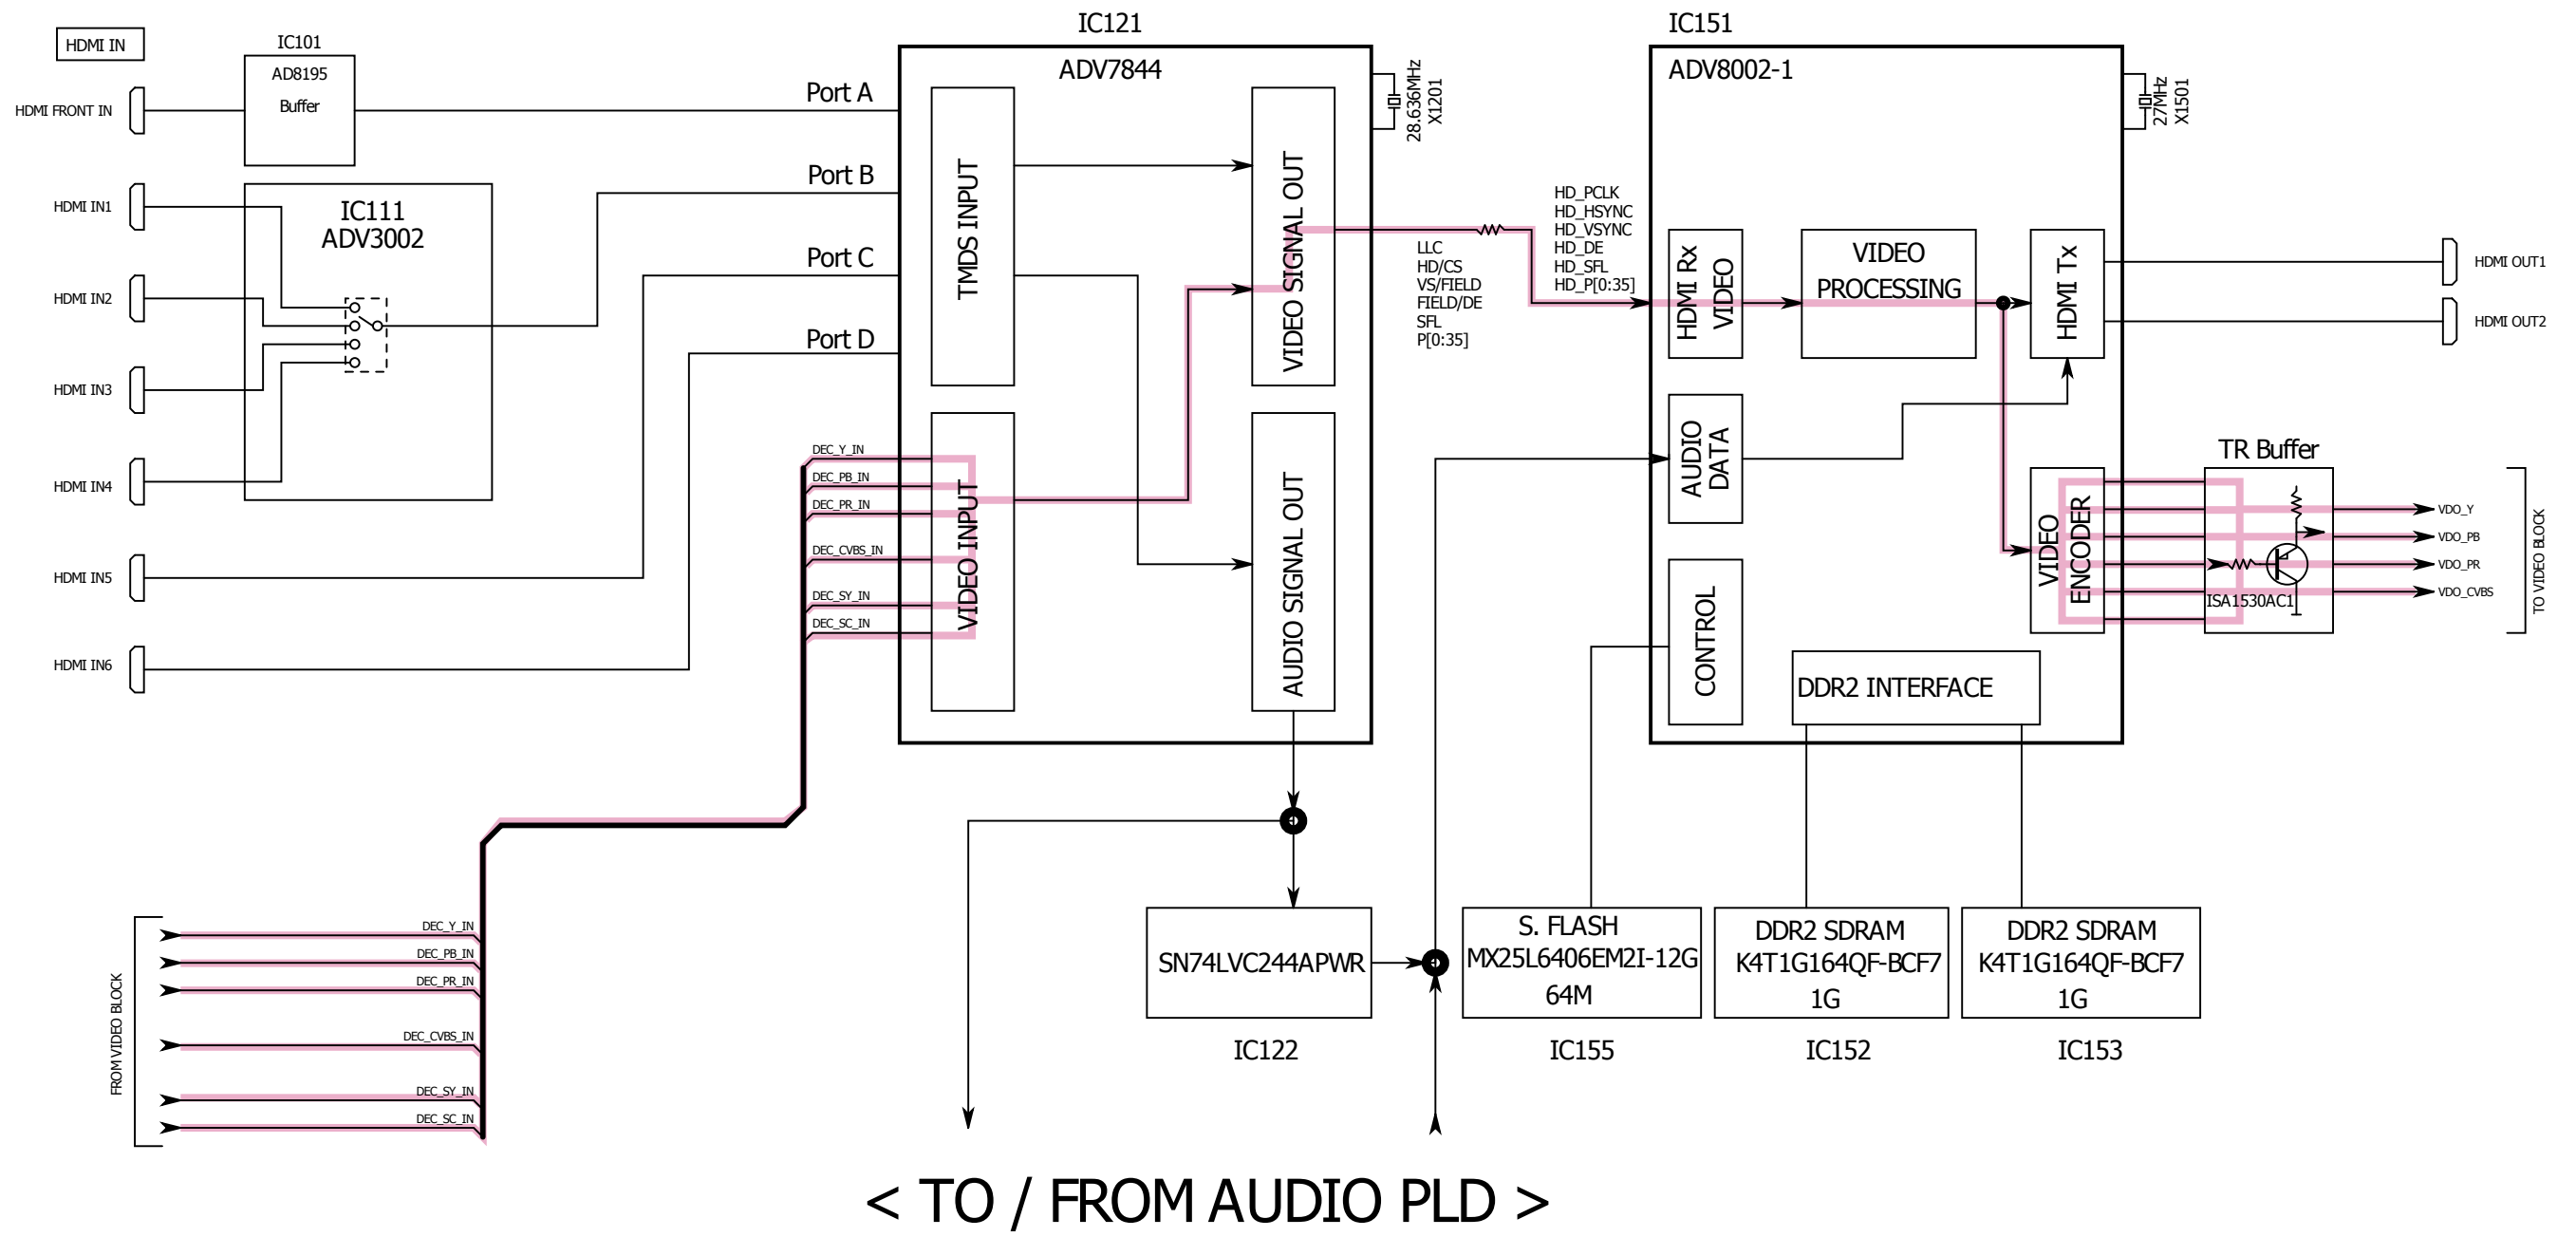 HDMI IN
HDMI FRONT IN
IC101
AD8195
Buffer
HDMI IN1
HDMI IN2
HDMI IN3
HDMI IN4
HDMI IN5
HDMI IN6
IC111
ADV3002
Port A
Port B
Port C
Port D
IC121
ADV7844
TMDS INPUT
VIDEO SIGNAL OUT
VIDEO INPUT
AUDIO SIGNAL OUT
28.636MHz
X1201
DEC_Y_IN
DEC_PB_IN
DEC_PR_IN
DEC_CVBS_IN
DEC_SY_IN
DEC_SC_IN
LLC
HD/CS
VS/FIELD
FIELD/DE
SFL
P[0:35]
HD_PCLK
HD_HSYNC
HD_VSYNC
HD_DE
HD_SFL
HD_P[0:35]
IC151
ADV8002-1
27MHz
X1501
HDMI Rx
VIDEO
VIDEO
PROCESSING
HDMI Tx
AUDIO
DATA
CONTROL
VIDEO
ENCODER
DDR2 INTERFACE
HDMI OUT1
HDMI OUT2
TR Buffer
ISA1530AC1
VDO_Y
VDO_PB
VDO_PR
VDO_CVBS
TO VIDEO BLOCK
FROM VIDEO BLOCK
DEC_Y_IN
DEC_PB_IN
DEC_PR_IN
DEC_CVBS_IN
DEC_SY_IN
DEC_SC_IN
SN74LVC244APWR
IC122
S. FLASH
MX25L6406EM2I-12G
64M
IC155
DDR2 SDRAM
K4T1G164QF-BCF7
1G
IC152
DDR2 SDRAM
K4T1G164QF-BCF7
1G
IC153
< TO / FROM AUDIO PLD >